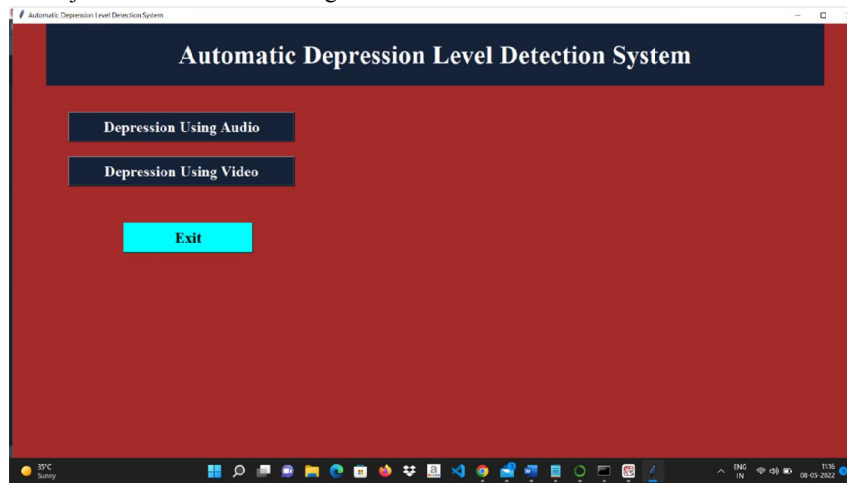 Automatic Depression Level Detection System
Automatic Depression Level Detection System
Depression Using Audio
Depression Using Video
Exit
35°C
Sunny
ENG
IN
11:16
08-05-2022